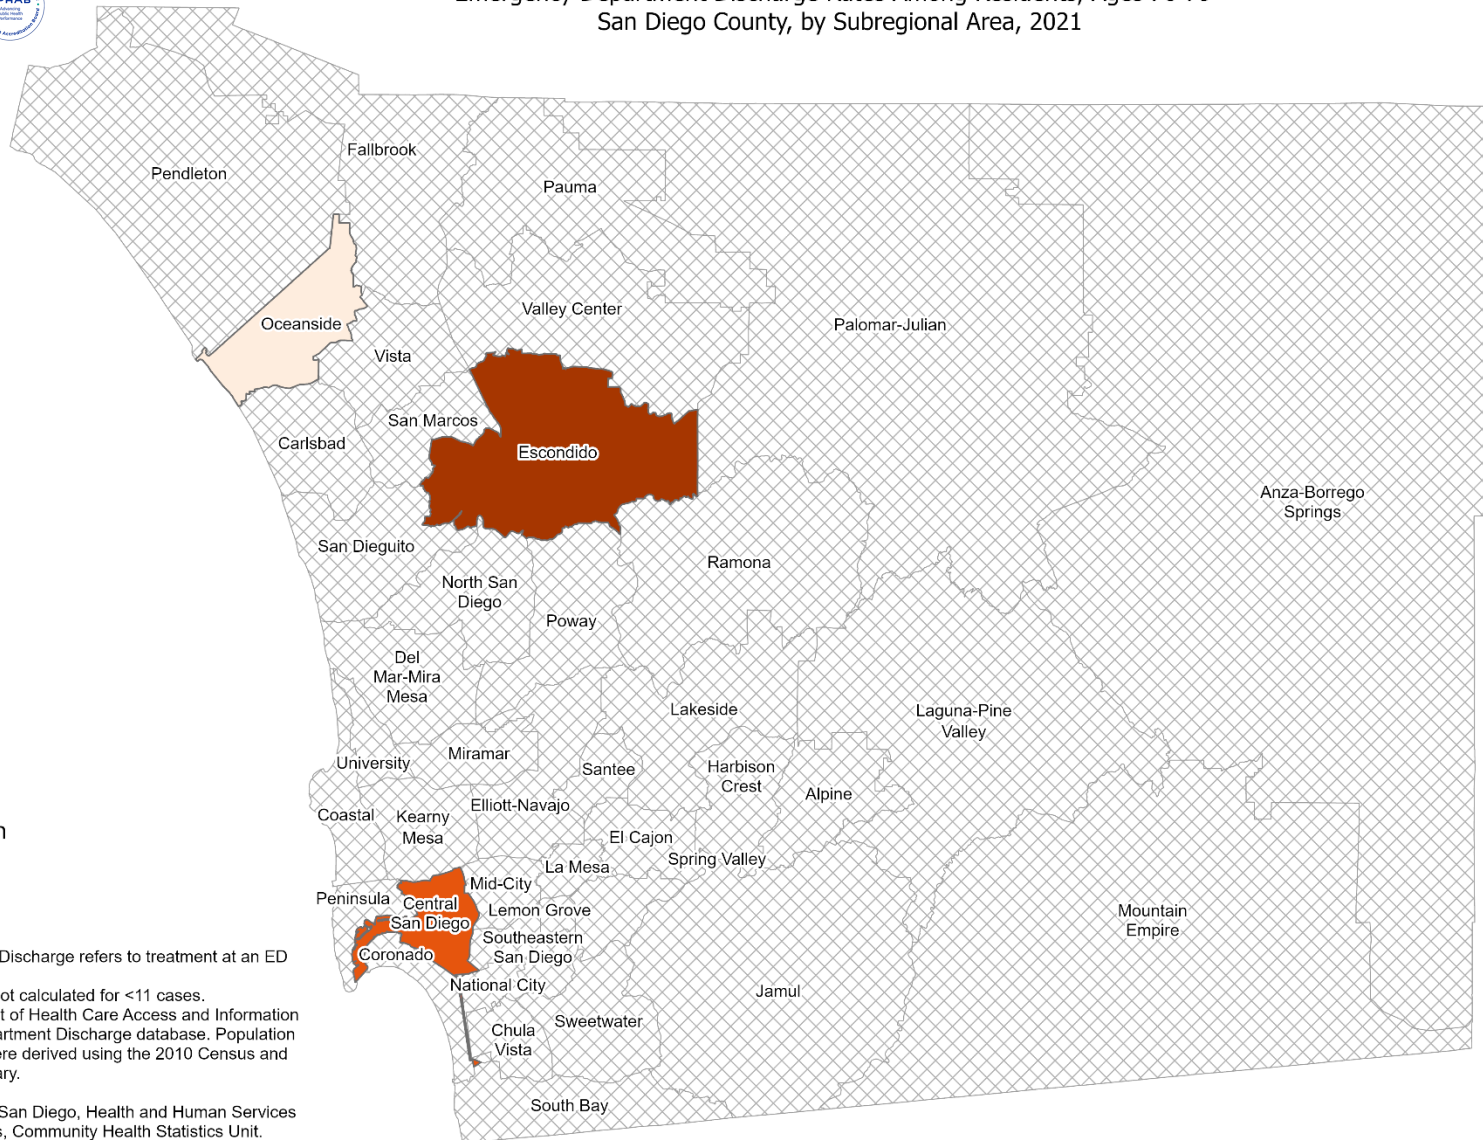 San Diego County, by Subregional Area, 2021
Fallbrook
Pendleton
Pauma
Valley Center
Oceanside
Palomar-Julian
Vista
San Marcos
Carlsbad
Escondido
Anza-Borrego
Springs
San Dieguito
Ramona
North San
Diego
Poway
Del
Mar-Mira
Mesa
Lakeside
Laguna-Pine
Valley
Miramar
University
Santee
Harbison
Crest
Alpine
Elliott-Navajo
Coastal
Kearny
Mesa
El Cajon
Spring Valley
La Mesa
Mid-City
Peninsula
Central
San Diego
Lemon Grove
Mountain
Empire
Southeastern
San Diego
Coronado
National City
Jamul
Sweetwater
Chula
Vista
South Bay
Discharge refers to treatment at an ED
ot calculated for <11 cases.
t of Health Care Access and Information
artment Discharge database. Population
ere derived using the 2010 Census and
ary.
San Diego, Health and Human Services
s, Community Health Statistics Unit.